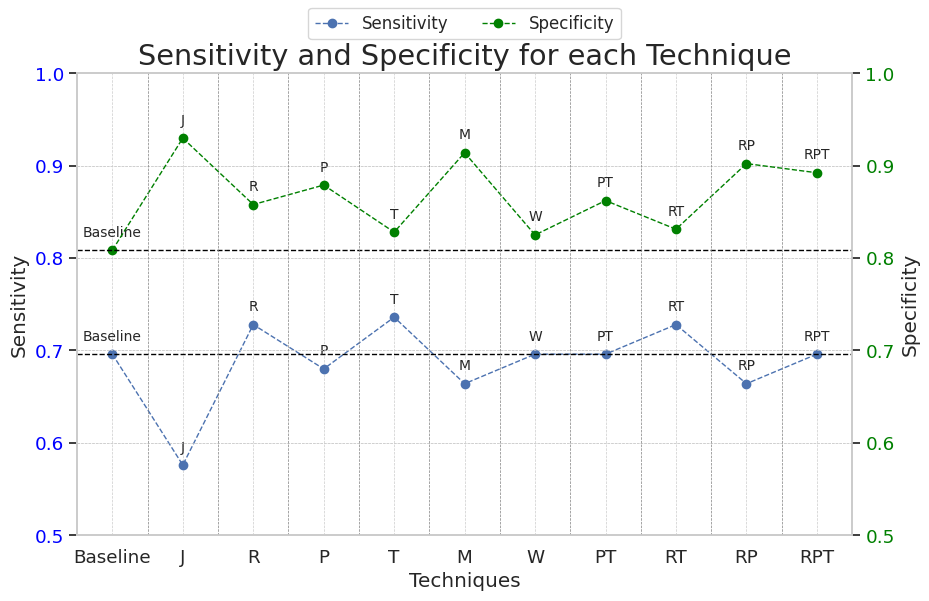 Sensitivity Specificity
Sensitivity and Specificity for each Technique
1.0 1.0
J
M
RP
RPT
P
0.9 0.9
R
PT
T
W
RT
Baseline
0.8 0.8
R
T
RT
Baseline
W
PT
RPT
0.7 0.7
P
M
RP
J
0.6 0.6
0.5 0.5
Sensitivity
Specificity
Baseline J R P T M W PT RT RP RPT
Techniques